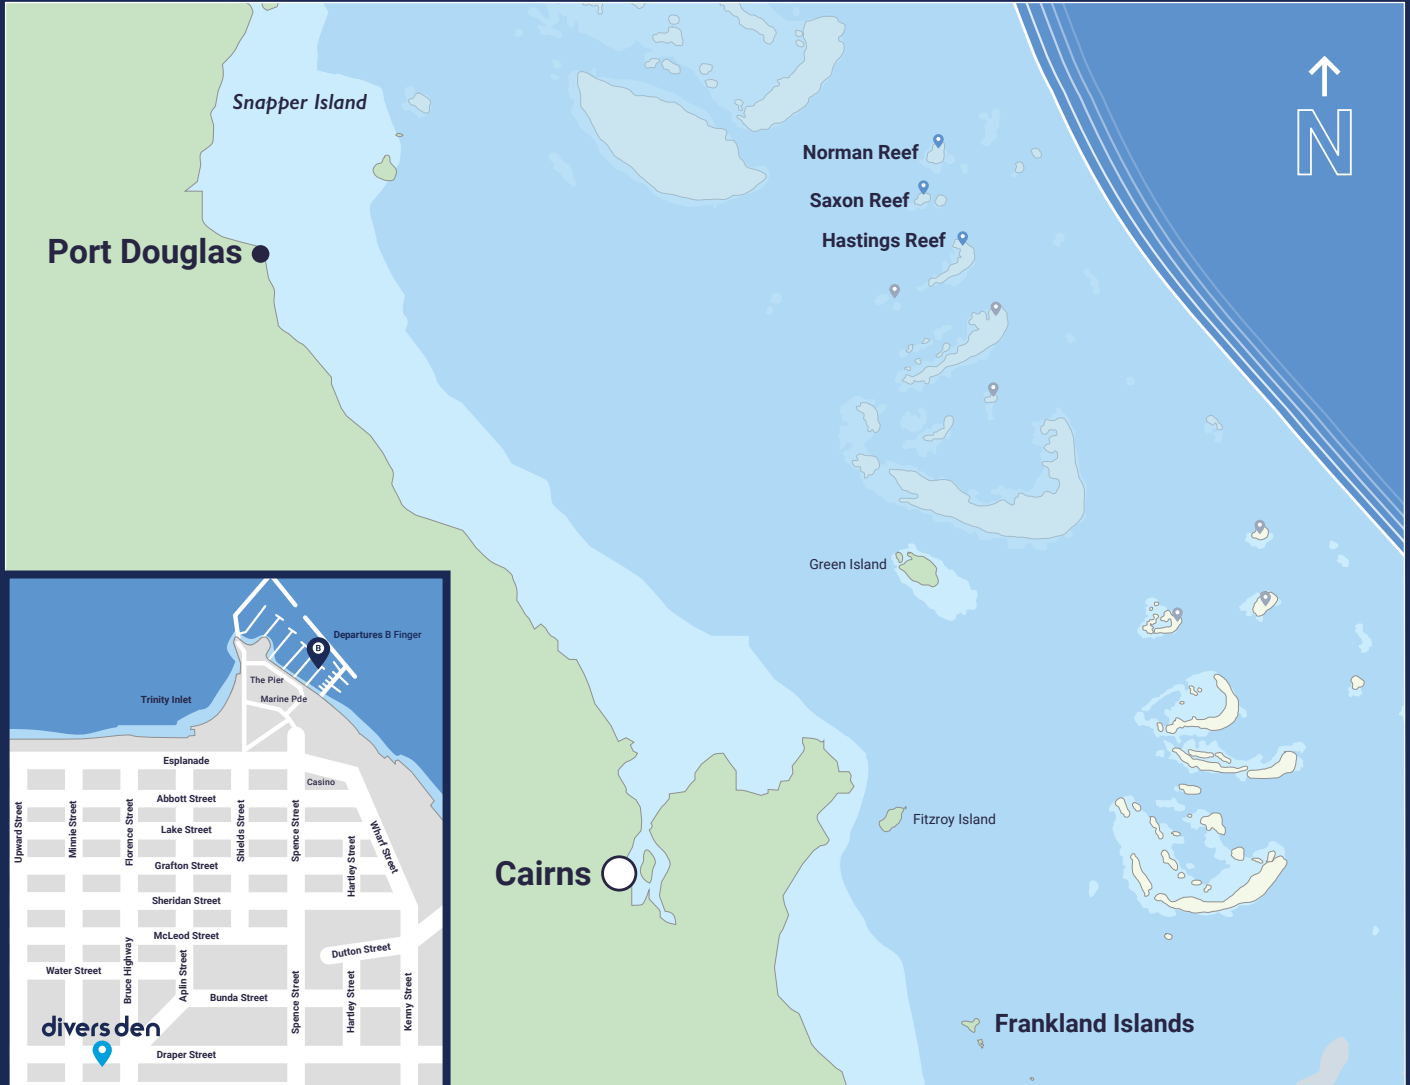 Snapper Island
N
Norman Reef
Saxon Reef
Hastings Reef
Port Douglas
Green Island
Fitzroy Island
Cairns
Frankland Islands
Departures B Finger
B
The Pier
Marine Pde
Trinity Inlet
Esplanade
Casino
Abbott Street
Lake Street
Grafton Street
Sheridan Street
McLeod Street
Water Street
Bunda Street
Dutton Street
Draper Street
Upward Street
Minnie Street
Florence Street
Shields Street
Spence Street
Hartley Street
Wharf Street
Bruce Highway
Aplin Street
Spence Street
Hartley Street
Kenny Street
divers den